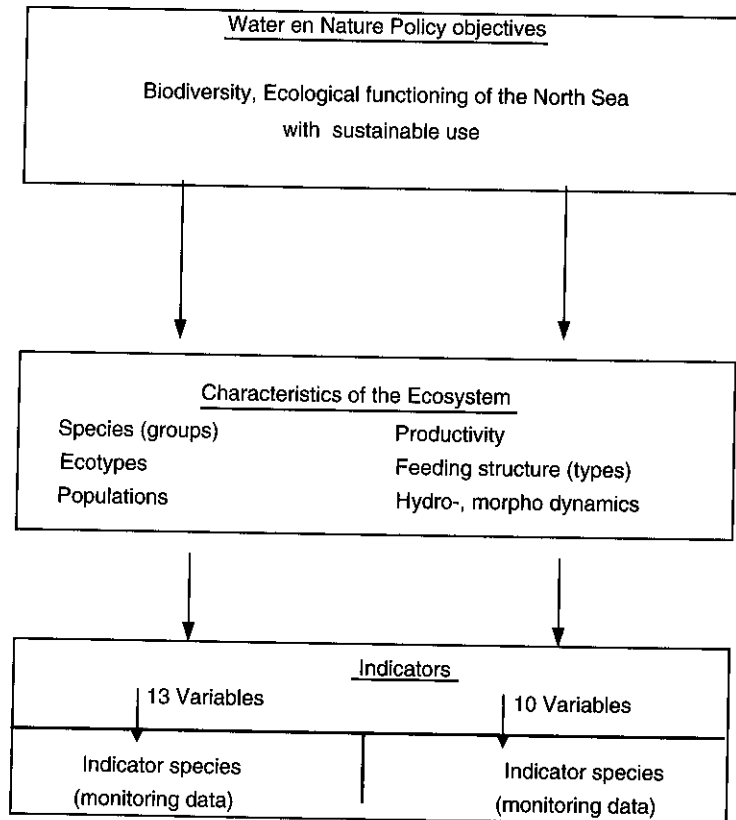 Water en Nature Policy objectives
Biodiversity, Ecological functioning of the North Sea
with sustainable use
Characteristics of the Ecosystem
Species (groups)
Ecotypes
Populations
Productivity
Feeding structure (types)
Hydro-, morpho dynamics
Indicators
13 Variables
10 Variables
Indicator species
(monitoring data)
Indicator species
(monitoring data)